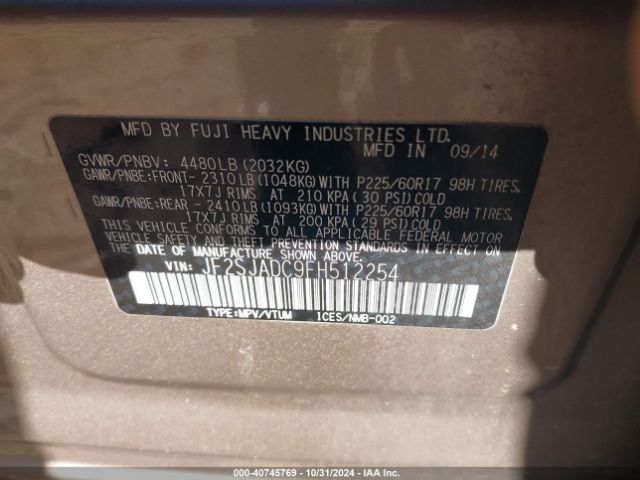 MFD BY FUJI HEAVY INDUSTRIES LTD.
MFD IN 09/14
GVWR/PNBV: 4480LB (2032KG)
GAWR/PNBE:FRONT- 2310LB(1048KG)WITH P225/60R17 98H TIRES,
17X7J RIMS AT 210 KPA( 30 PSI)COLD
GAWR/PNBE:REAR - 2410LB(1093KG)WITH P225/60R17 98H TIRES,
17X7J RIMS AT 200 KPA( 29 PSI)COLD
THIS VEHICLE CONFORMS TO ALL APPLICABLE FEDERAL MOTOR
VEHICLE SAFETY AND THEFT PREVENTION STANDARDS IN EFFECT
ON THE DATE OF MANUFACTURE SHOWN ABOVE.
VIN: JF2SJADC9FH512254
TYPE:MPV/VTUM ICES/NMB-002
000-40745769 - 10/31/2024 - IAA Inc.